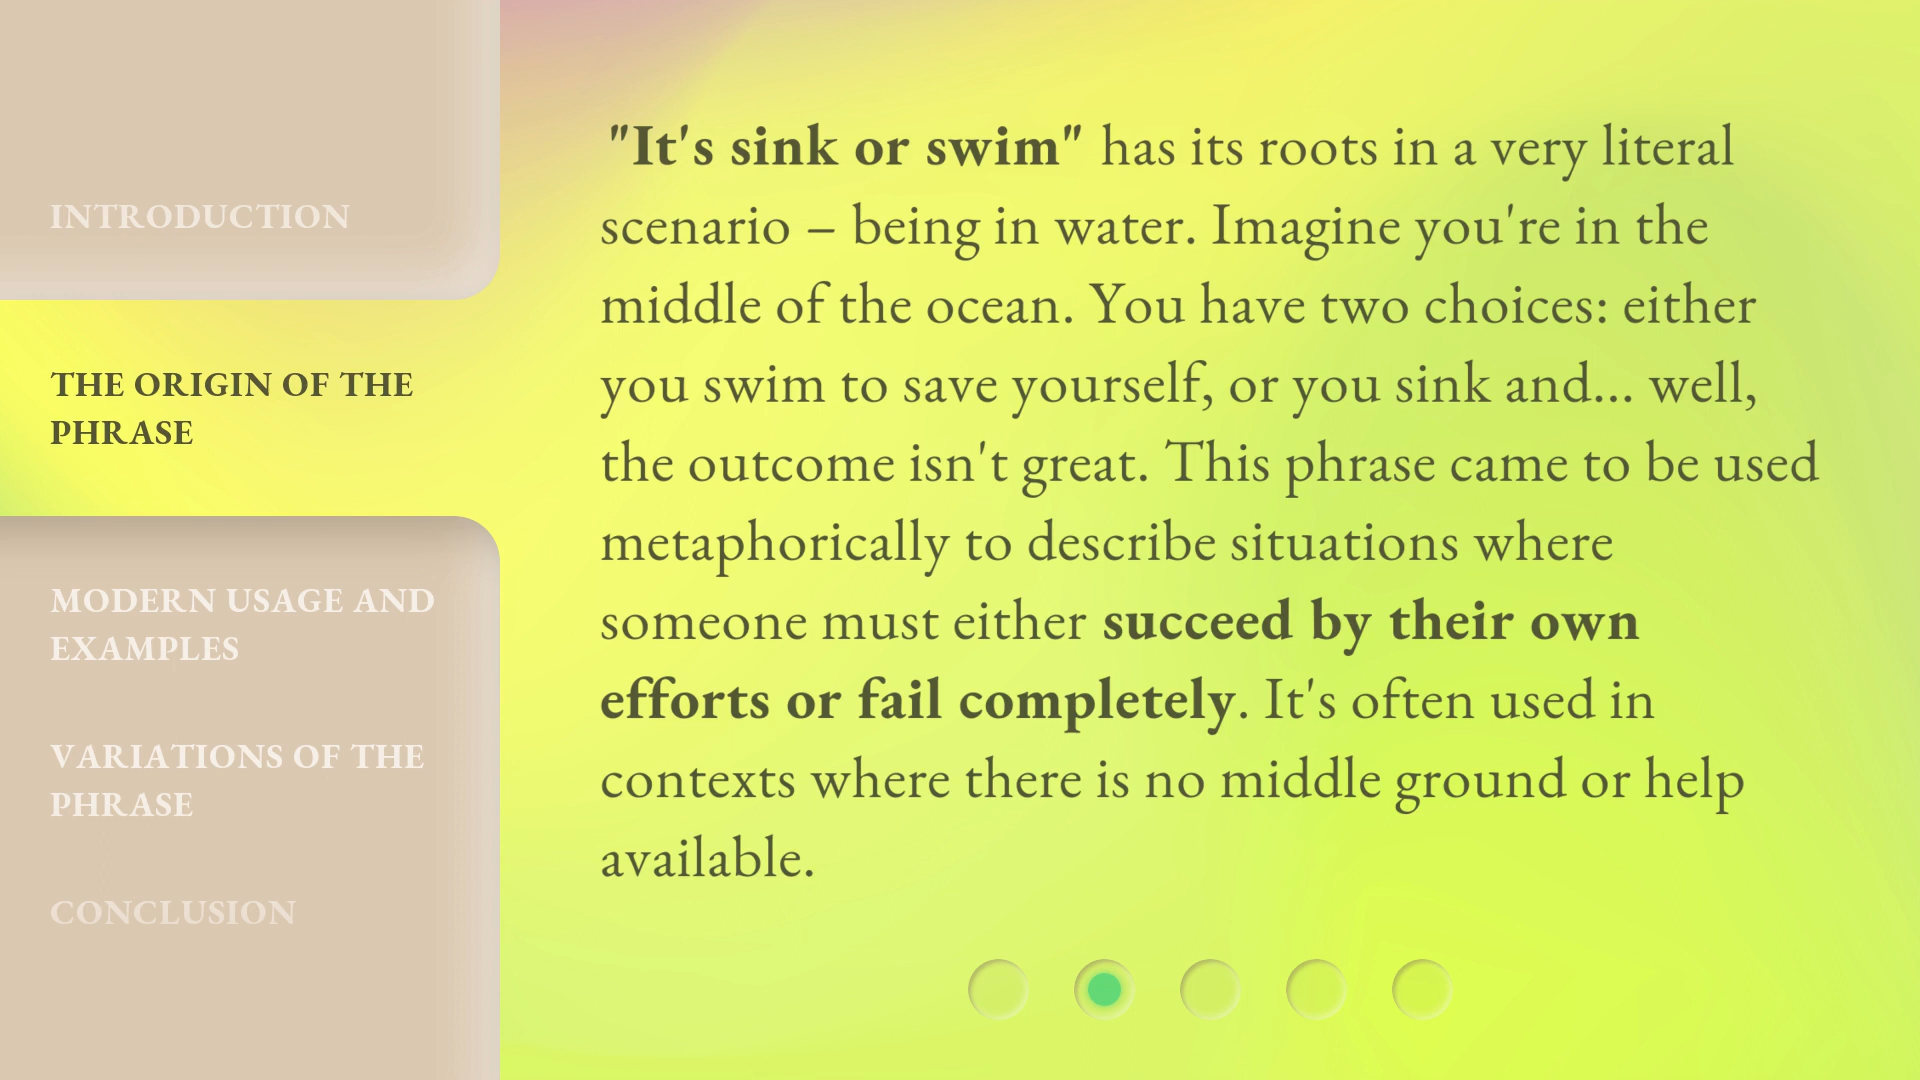 INTRODUCTION
THE ORIGIN OF THE
PHRASE
MODERN USAGE AND
EXAMPLES
VARIATIONS OF THE
PHRASE
CONCLUSION
"It's sink or swim" has its roots in a very literal
scenario – being in water. Imagine you're in the
middle of the ocean. You have two choices: either
you swim to save yourself, or you sink and... well,
the outcome isn't great. This phrase came to be used
metaphorically to describe situations where
someone must either succeed by their own
efforts or fail completely. It's often used in
contexts where there is no middle ground or help
available.